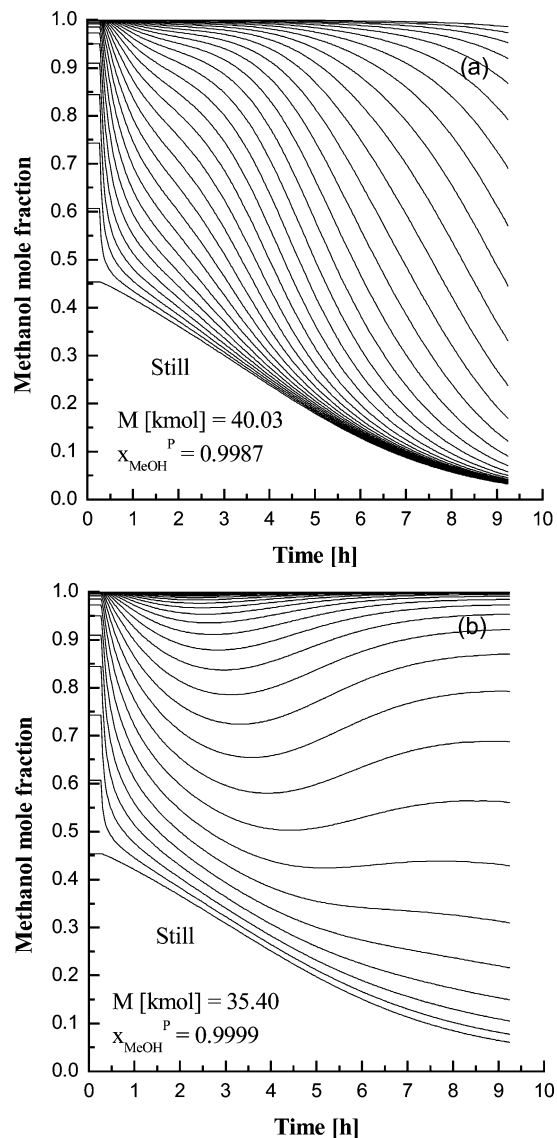 1.0
0.9
0.8
0.7
0.6
0.5
0.4
0.3
0.2
0.1
0.0
Methanol mole fraction
(a)
Still
M [kmol] = 40.03
x_MeOH^P = 0.9987
0 1 2 3 4 5 6 7 8 9 10
Time [h]
1.0
0.9
0.8
0.7
0.6
0.5
0.4
0.3
0.2
0.1
0.0
Methanol mole fraction
(b)
Still
M [kmol] = 35.40
x_MeOH^P = 0.9999
0 1 2 3 4 5 6 7 8 9 10
Time [h]